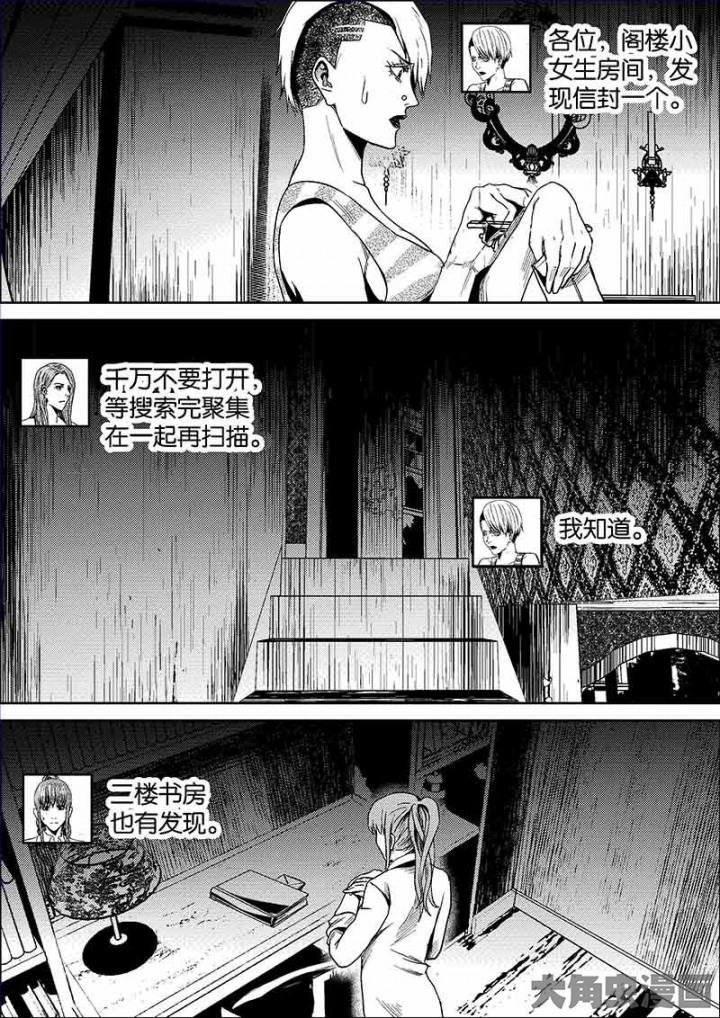 各位，阁楼小
女生房间，发
现信封一个。
千万不要打开，
等搜索完聚集
在一起再扫描。
我知道。
二楼书房
也有发现。
大角虫漫画